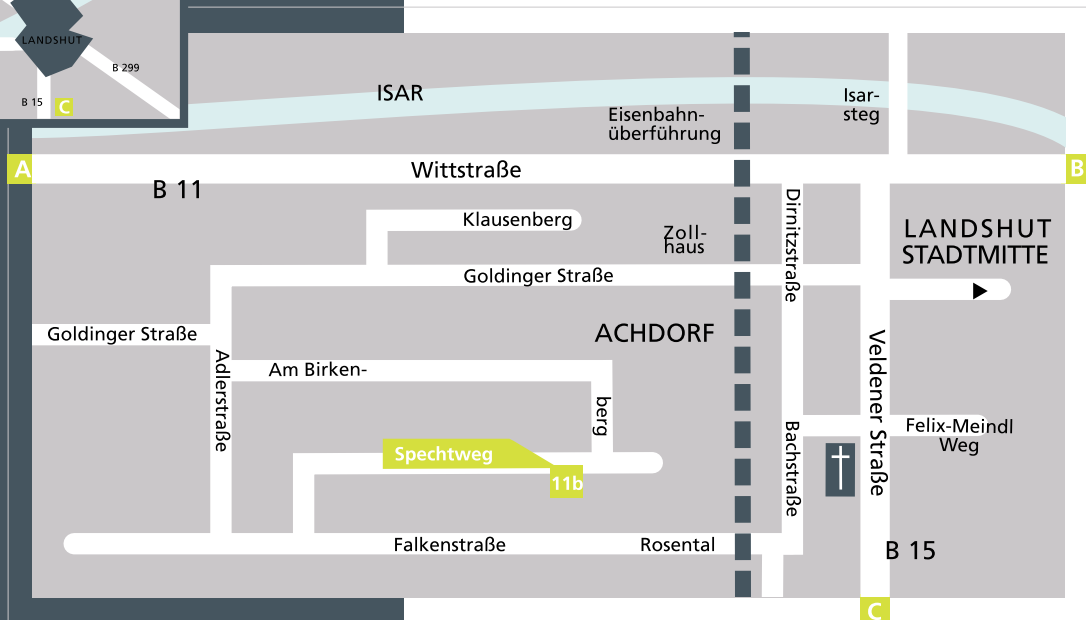 LANDSHUT
B 299
B 15
C
ISAR
Eisenbahn-
überführung
Isar-
steg
A
Wittstraße
B
B 11
Klausenberg
Zoll-
haus
Dirnitzstraße
LANDSHUT
STADTMITTE
Goldinger Straße
Goldinger Straße
ACHDORF
Adlerstraße
Am Birken-
berg
Veldener Straße
Bachstraße
Felix-Meindl
Weg
Spechtweg
11b
Falkenstraße
Rosental
B 15
C